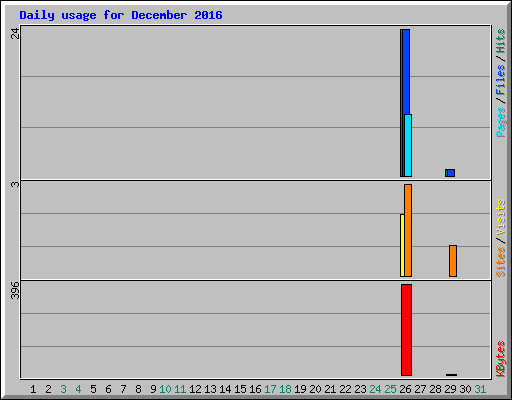 Daily usage for December 2016
24
Pages / Files / Hits
3
Sites / Visits
396
KBytes
1 2 3 4 5 6 7 8 9 10 11 12 13 14 15 16 17 18 19 20 21 22 23 24 25 26 27 28 29 30 31